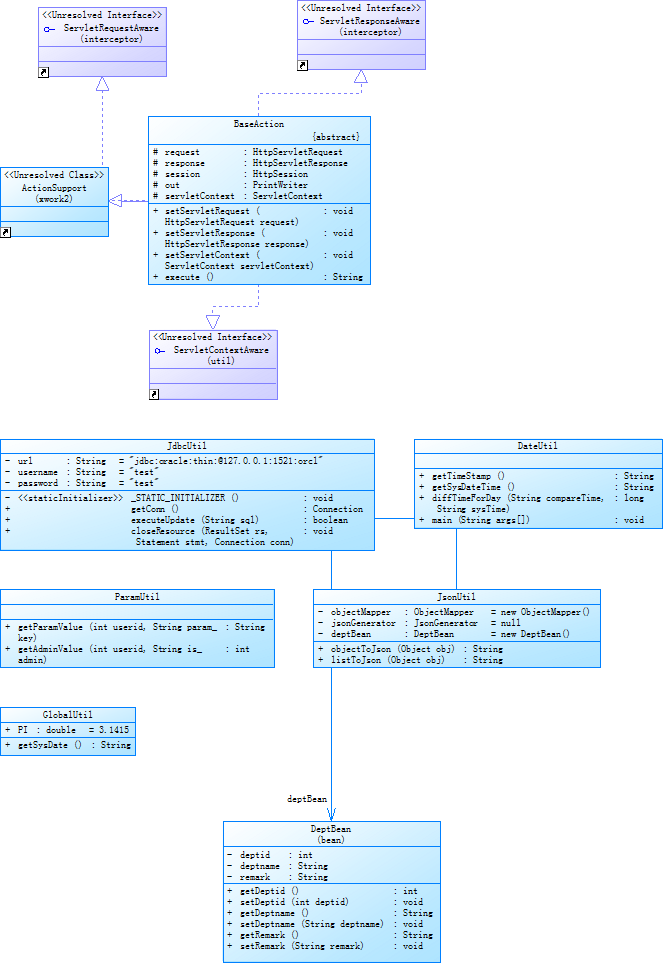 <<Unresolved Interface>>
ServletRequestAware
(interceptor)
<<Unresolved Interface>>
ServletResponseAware
(interceptor)
<<Unresolved Class>>
ActionSupport
(xwork2)
BaseAction
{abstract}
# request : HttpServletRequest
# response : HttpServletResponse
# session : HttpSession
# out : PrintWriter
# servletContext : ServletContext
+ setServletRequest ( : void
HttpServletRequest request)
+ setServletResponse ( : void
HttpServletResponse response)
+ setServletContext ( : void
ServletContext servletContext)
+ execute () : String
<<Unresolved Interface>>
ServletContextAware
(util)
JdbcUtil
- url : String = "jdbc:oracle:thin:@127.0.0.1:1521:orcl"
- username : String = "test"
- password : String = "test"
- <<staticInitializer>> _STATIC_INITIALIZER () : void
+ getConn () : Connection
+ executeUpdate (String sql) : boolean
+ closeResource (ResultSet rs, : void
Statement stmt, Connection conn)
DateUtil
+ getTimeStamp () : String
+ getSysDateTime () : String
+ diffTimeForDay (String compareTime, : long
String sysTime)
+ main (String args[]) : void
ParamUtil
+ getParamValue (int userid, String param_ : String
key)
+ getAdminValue (int userid, String is_ : int
admin)
JsonUtil
- objectMapper : ObjectMapper = new ObjectMapper()
- jsonGenerator : JsonGenerator = null
- deptBean : DeptBean = new DeptBean()
+ objectToJson (Object obj) : String
+ listToJson (Object obj) : String
GlobalUtil
+ PI : double = 3.1415
+ getSysDate () : String
deptBean
DeptBean
(bean)
- deptid : int
- deptname : String
- remark : String
+ getDeptid () : int
+ setDeptid (int deptid) : void
+ getDeptname () : String
+ setDeptname (String deptname) : void
+ getRemark () : String
+ setRemark (String remark) : void